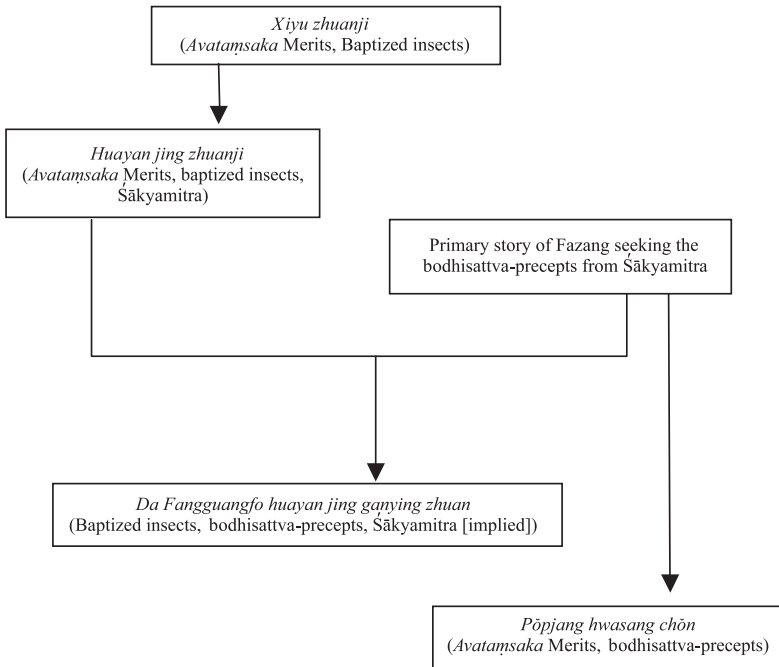 Xiyu zhuanji
(Avataṃsaka Merits, Baptized insects)
Huayan jing zhuanji
(Avataṃsaka Merits, baptized insects,
Śākyamitra)
Primary story of Fazang seeking the
bodhisattva-precepts from Śākyamitra
Da Fangguangfo huayan jing ganying zhuan
(Baptized insects, bodhisattva-precepts, Śākyamitra [implied])
Pŏpjang hwasang chŏn
(Avataṃsaka Merits, bodhisattva-precepts)